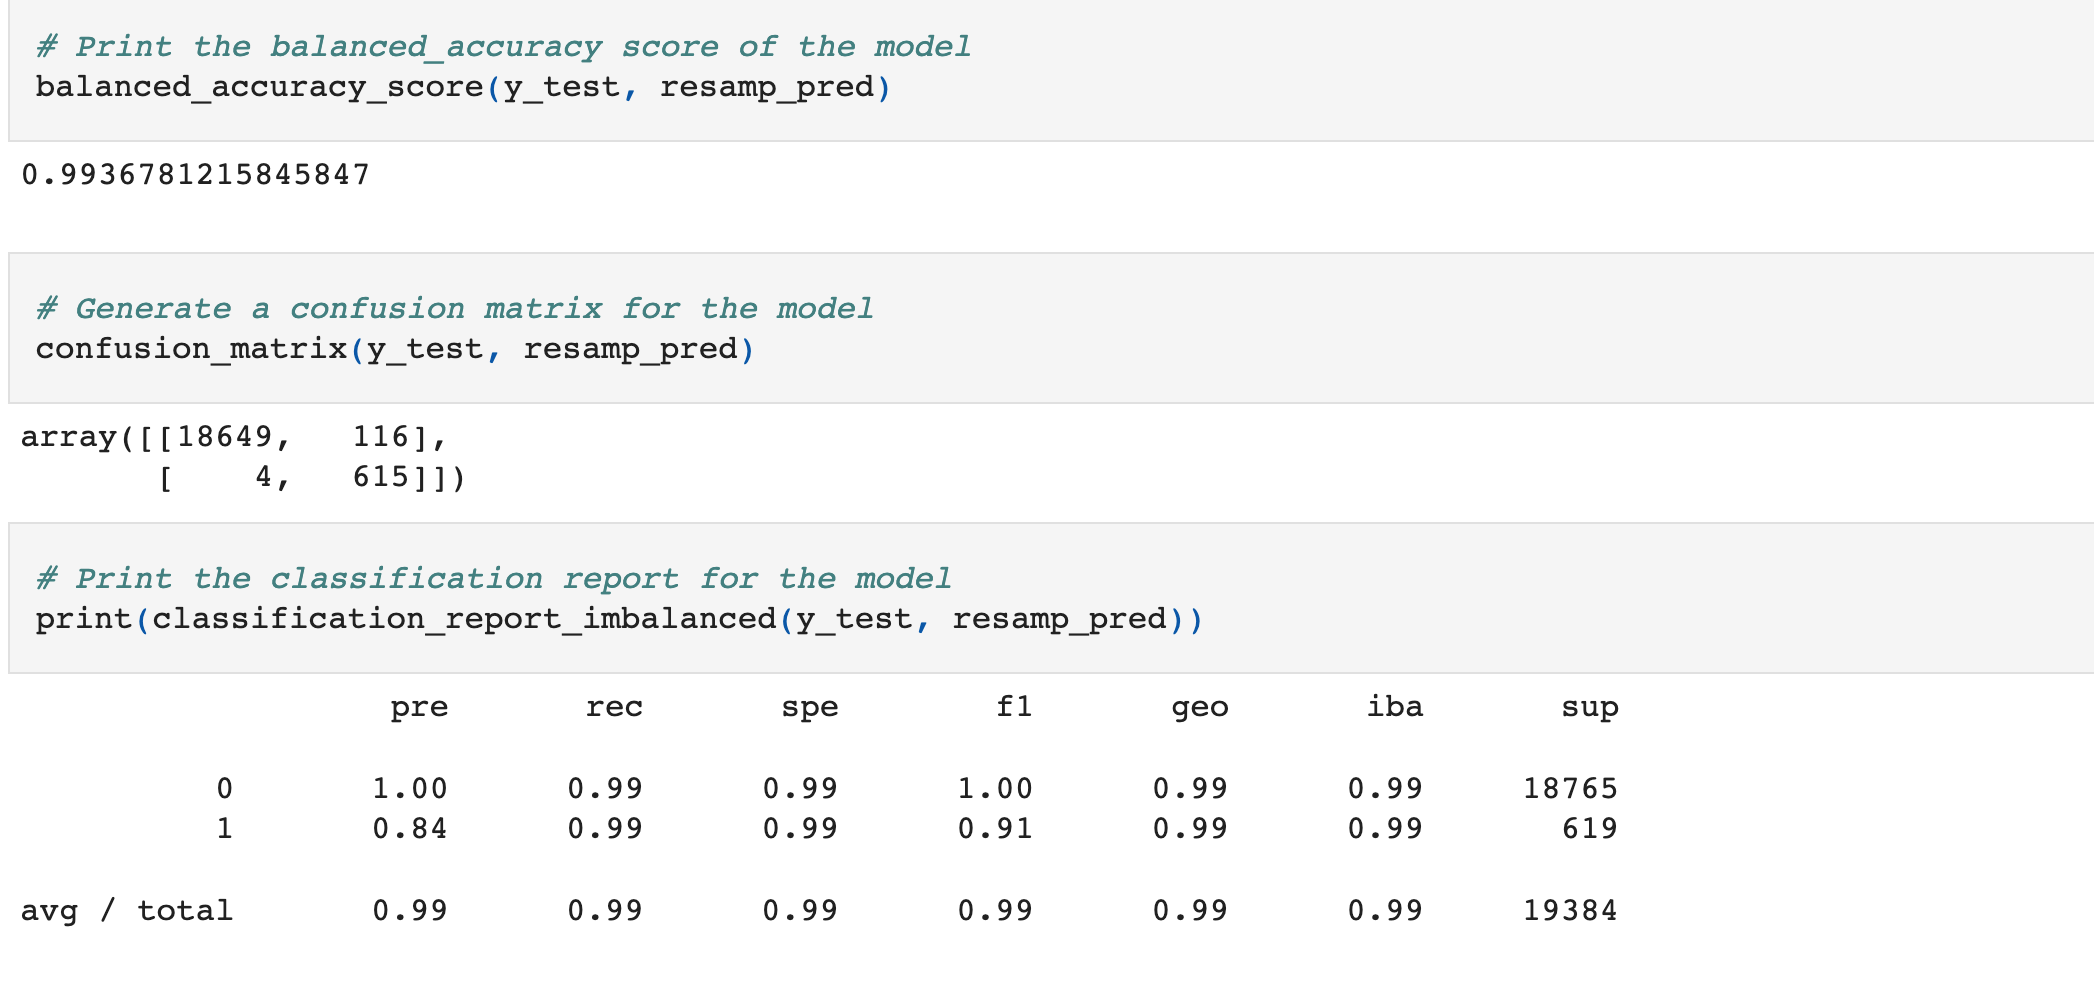 # Print the balanced_accuracy score of the model
balanced_accuracy_score(y_test, resamp_pred)
0.9936781215845847
# Generate a confusion matrix for the model
confusion_matrix(y_test, resamp_pred)
array([[18649,   116],
       [    4,   615]])
# Print the classification report for the model
print(classification_report_imbalanced(y_test, resamp_pred))
                   pre       rec       spe        f1       geo       iba       sup
          0       1.00      0.99      0.99      1.00      0.99      0.99     18765
          1       0.84      0.99      0.99      0.91      0.99      0.99       619
avg / total       0.99      0.99      0.99      0.99      0.99      0.99     19384